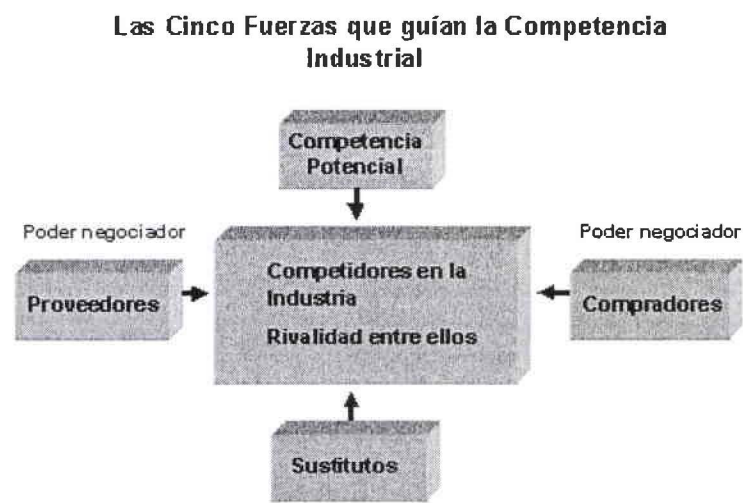 Las Cinco Fuerzas que guían la Competencia
Industrial
Competencia
Potencial
Poder negociador
Poder negociador
Proveedores
Competidores en la
Industria
Rivalidad entre ellos
Compradores
Sustitutos